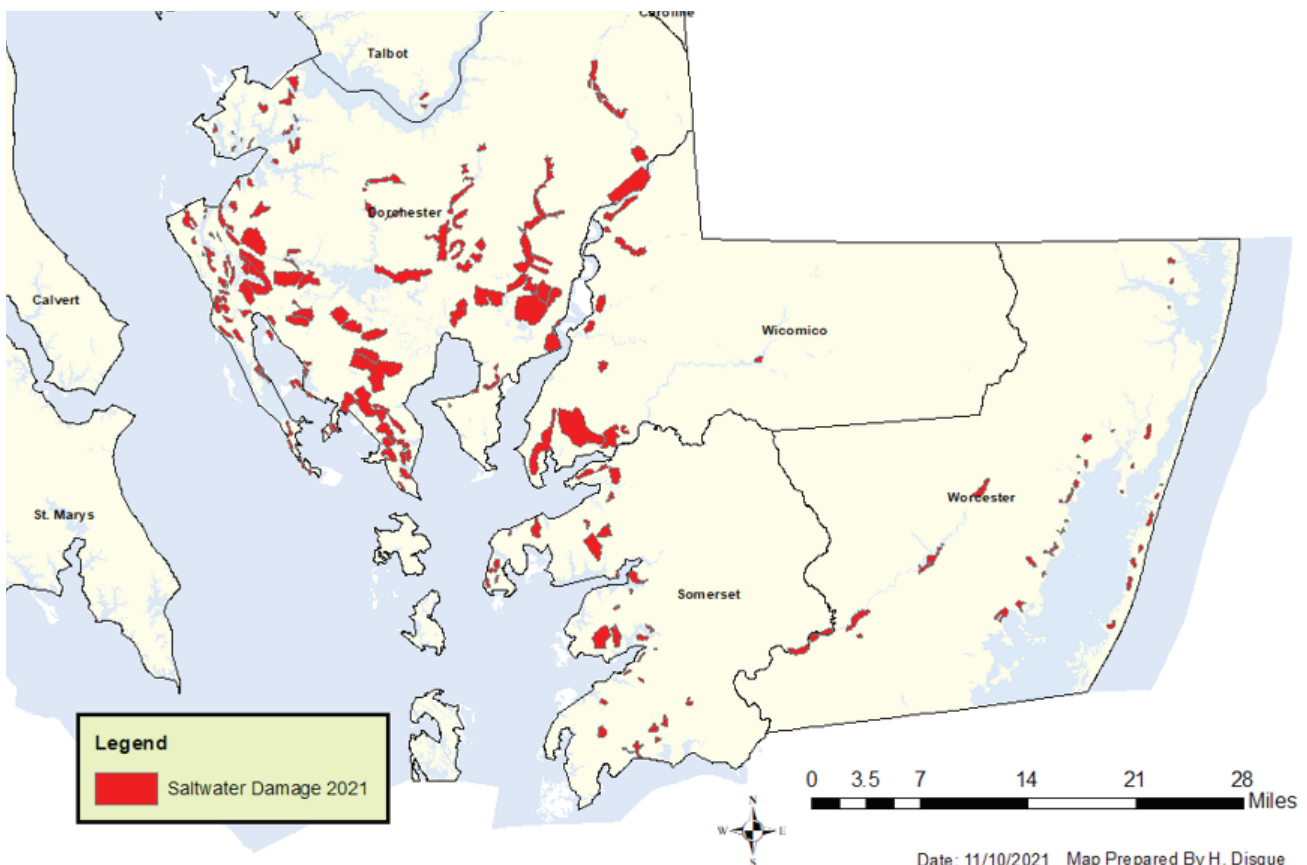 Caroline
Talbot
Dorchester
Calvert
Wicomico
St. Marys
Worcester
Somerset
Legend
Saltwater Damage 2021
0 3.5 7 14 21 28
Miles
N
W E
S
Date: 11/10/2021 Map Prepared By H. Disque